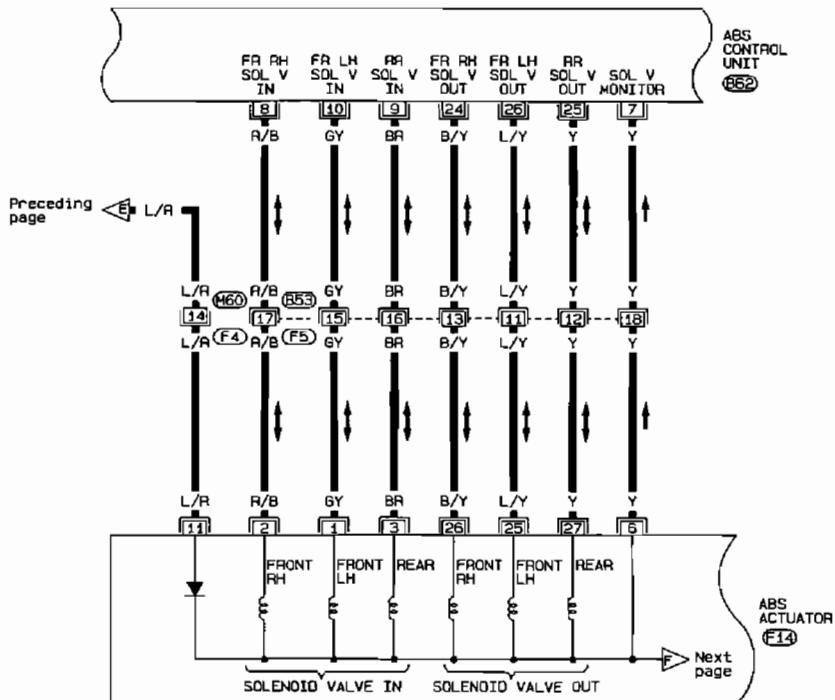 ABS
CONTROL
UNIT
B62
FR RH
SOL V
IN
FR LH
SOL V
IN
RR
SOL V
IN
FR RH
SOL V
OUT
FR LH
SOL V
OUT
RR
SOL V
OUT
SOL V
MONITOR
8 10 9 24 26 25 7
R/B GY BR B/Y L/Y Y Y
Preceding
page
E L/R
L/R M60 R/B B53 GY BR B/Y L/Y Y Y
14 17 15 16 13 11 12 18
L/R F4 R/B F5 GY BR B/Y L/Y Y Y
L/R R/B GY BR B/Y L/Y Y Y
11 2 1 3 26 25 27 6
FRONT
RH
FRONT
LH
REAR
FRONT
RH
FRONT
LH
REAR
ABS
ACTUATOR
F14
F Next
page
SOLENOID VALVE IN
SOLENOID VALVE OUT